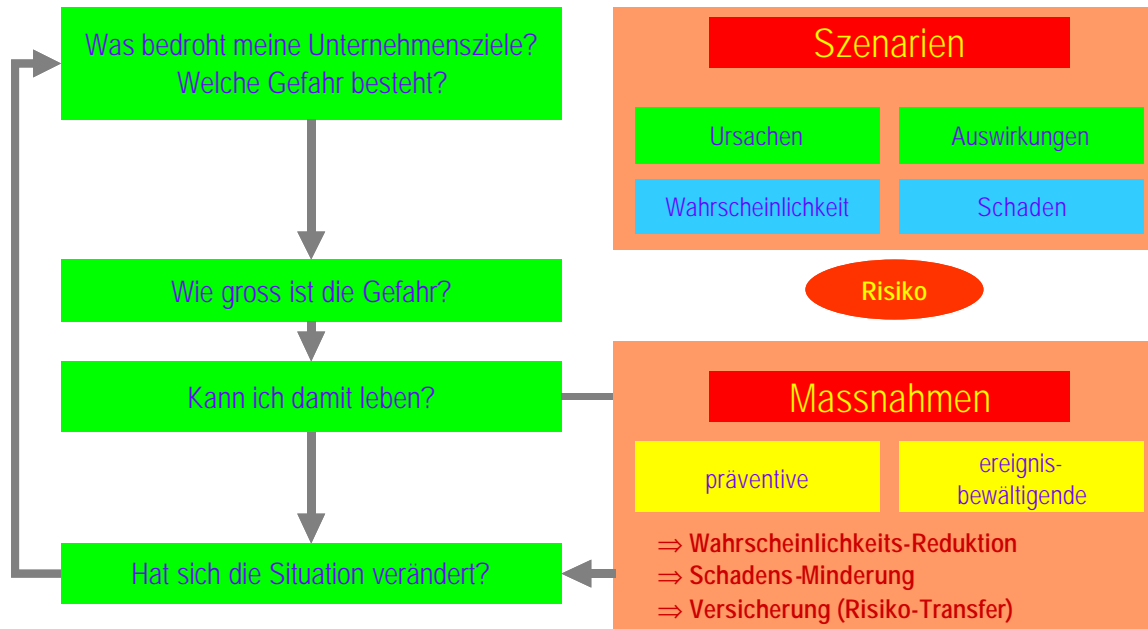 Was bedroht meine Unternehmensziele?
Welche Gefahr besteht?
Wie gross ist die Gefahr?
Kann ich damit leben?
Hat sich die Situation verändert?
Szenarien
Ursachen
Auswirkungen
Wahrscheinlichkeit
Schaden
Risiko
Massnahmen
präventive
ereignis-
bewältigende
⇒ Wahrscheinlichkeits-Reduktion
⇒ Schadens-Minderung
⇒ Versicherung (Risiko-Transfer)